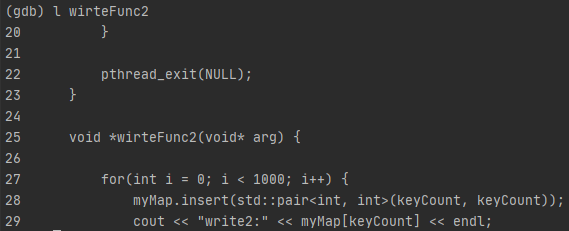 (gdb) l wirteFunc2
20	        }
21
22	        pthread_exit(NULL);
23	    }
24
25	    void *wirteFunc2(void* arg) {
26
27	        for(int i = 0; i < 1000; i++) {
28	            myMap.insert(std::pair<int, int>(keyCount, keyCount));
29	            cout << "write2:" << myMap[keyCount] << endl;